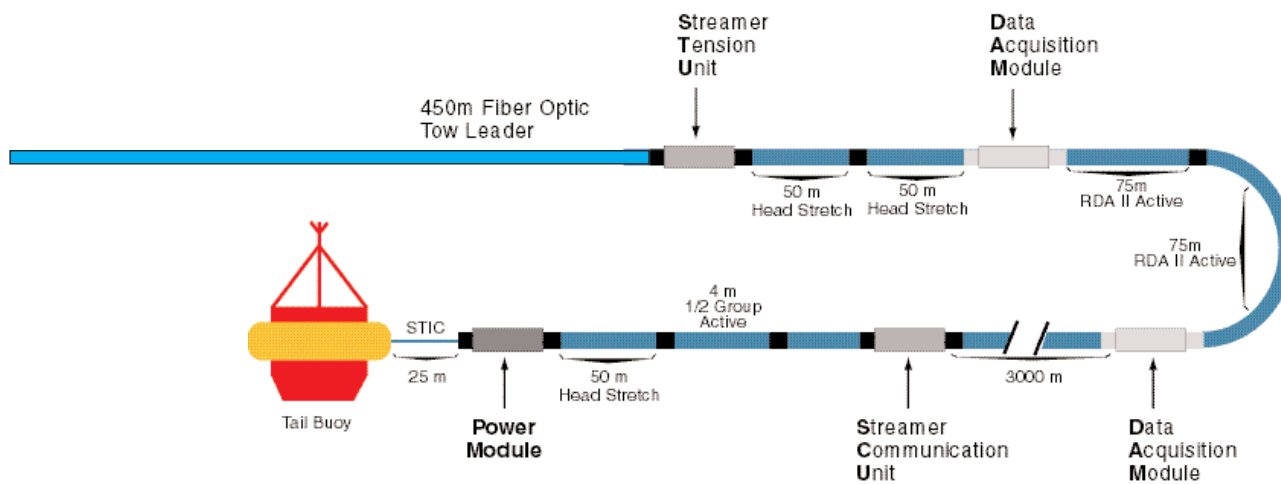 Streamer
Tension
Unit
Data
Acquisition
Module
450m Fiber Optic
Tow Leader
50 m
Head Stretch
50 m
Head Stretch
75m
RDA II Active
75m
RDA II Active
4 m
1/2 Group
Active
STIC
25 m
50 m
Head Stretch
3000 m
Tail Buoy
Power
Module
Streamer
Communication
Unit
Data
Acquisition
Module